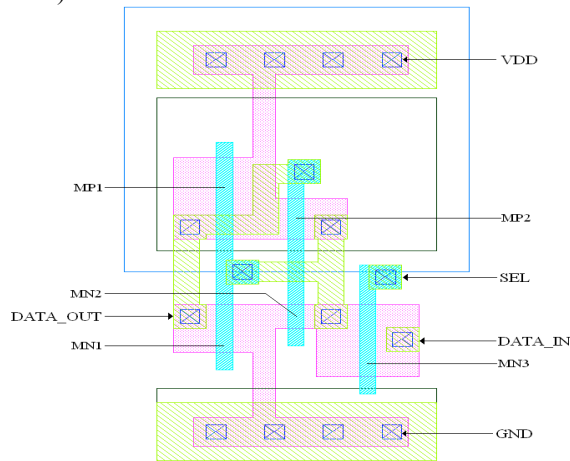 )
VDD
MP1
MP2
SEL
MN2
DATA_OUT
DATA_IN
MN1
MN3
GND